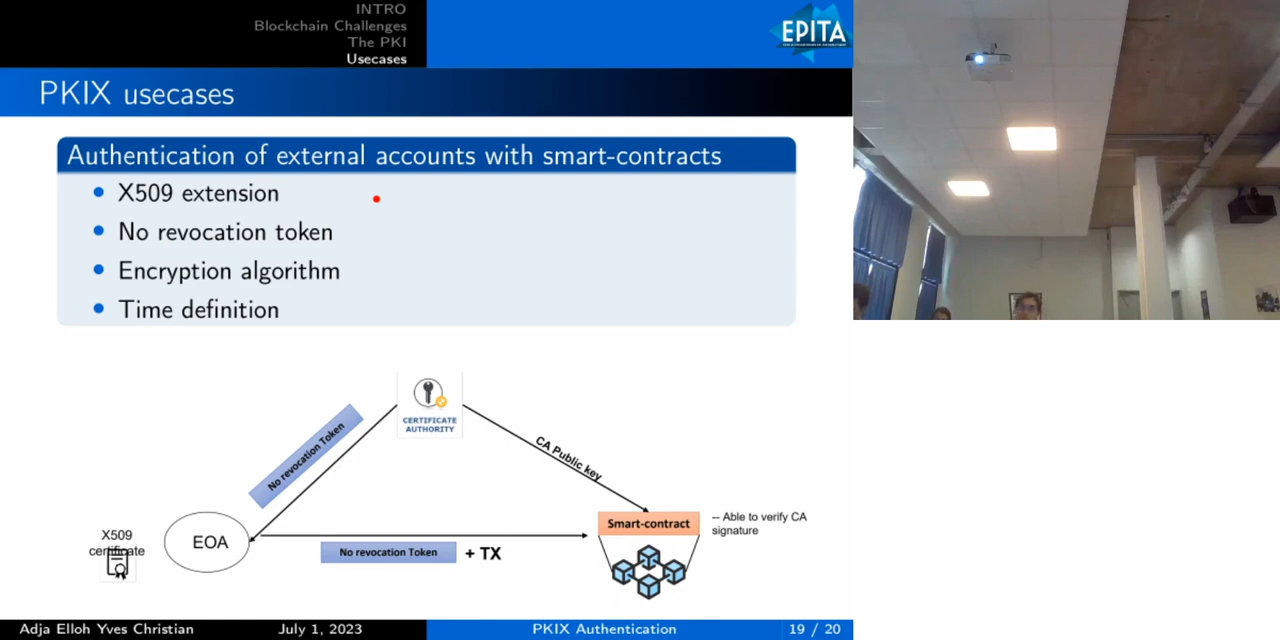 INTRO
Blockchain Challenges
The PKI
Usecases
EPITA
PKIX usecases
Authentication of external accounts with smart-contracts
X509 extension
No revocation token
Encryption algorithm
Time definition
CERTIFICATE
AUTHORITY
No revocation Token
CA Public key
X509
certificate
EOA
No revocation Token + TX
Smart-contract
-- Able to verify CA
signature
Adja Elloh Yves Christian July 1, 2023 PKIX Authentication 19 / 20